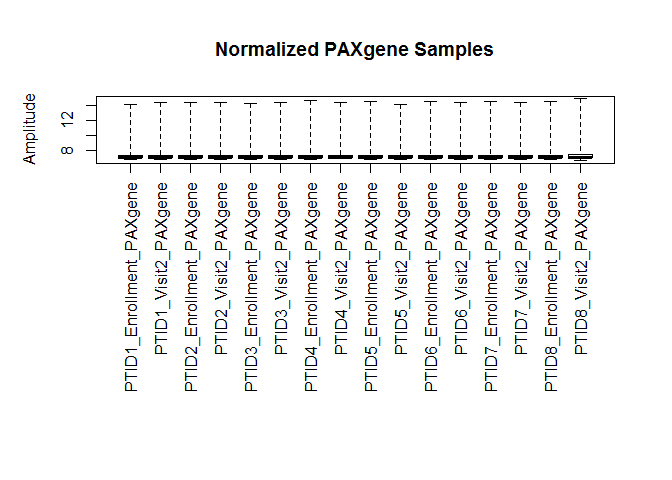 Normalized PAXgene Samples
Amplitude
12
8
PTID1_Enrollment_PAXgene
PTID1_Visit2_PAXgene
PTID2_Enrollment_PAXgene
PTID2_Visit2_PAXgene
PTID3_Enrollment_PAXgene
PTID3_Visit2_PAXgene
PTID4_Enrollment_PAXgene
PTID4_Visit2_PAXgene
PTID5_Enrollment_PAXgene
PTID5_Visit2_PAXgene
PTID6_Enrollment_PAXgene
PTID6_Visit2_PAXgene
PTID7_Enrollment_PAXgene
PTID7_Visit2_PAXgene
PTID8_Enrollment_PAXgene
PTID8_Visit2_PAXgene